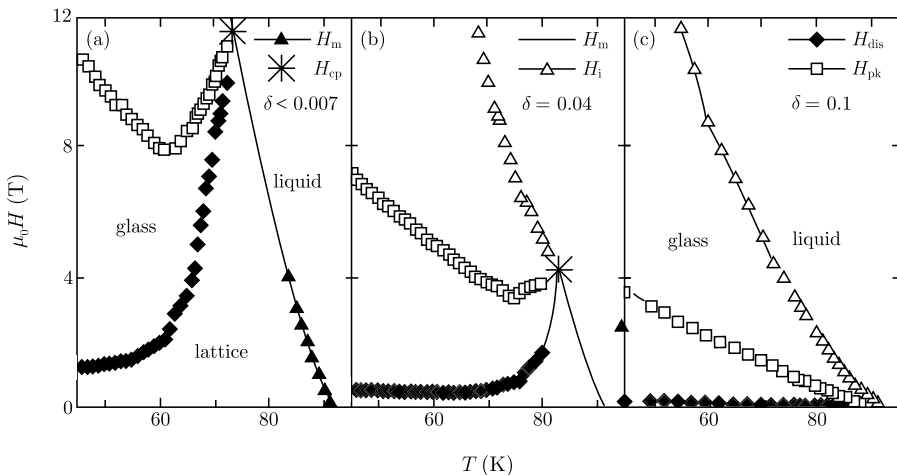 12
(a)
H_m
H_cp
δ < 0.007
(b)
H_m
H_i
δ = 0.04
(c)
H_dis
H_pk
δ = 0.1
8
liquid
glass
glass
liquid
4
lattice
0
60
80
60
80
60
80
μ₀H (T)
T (K)